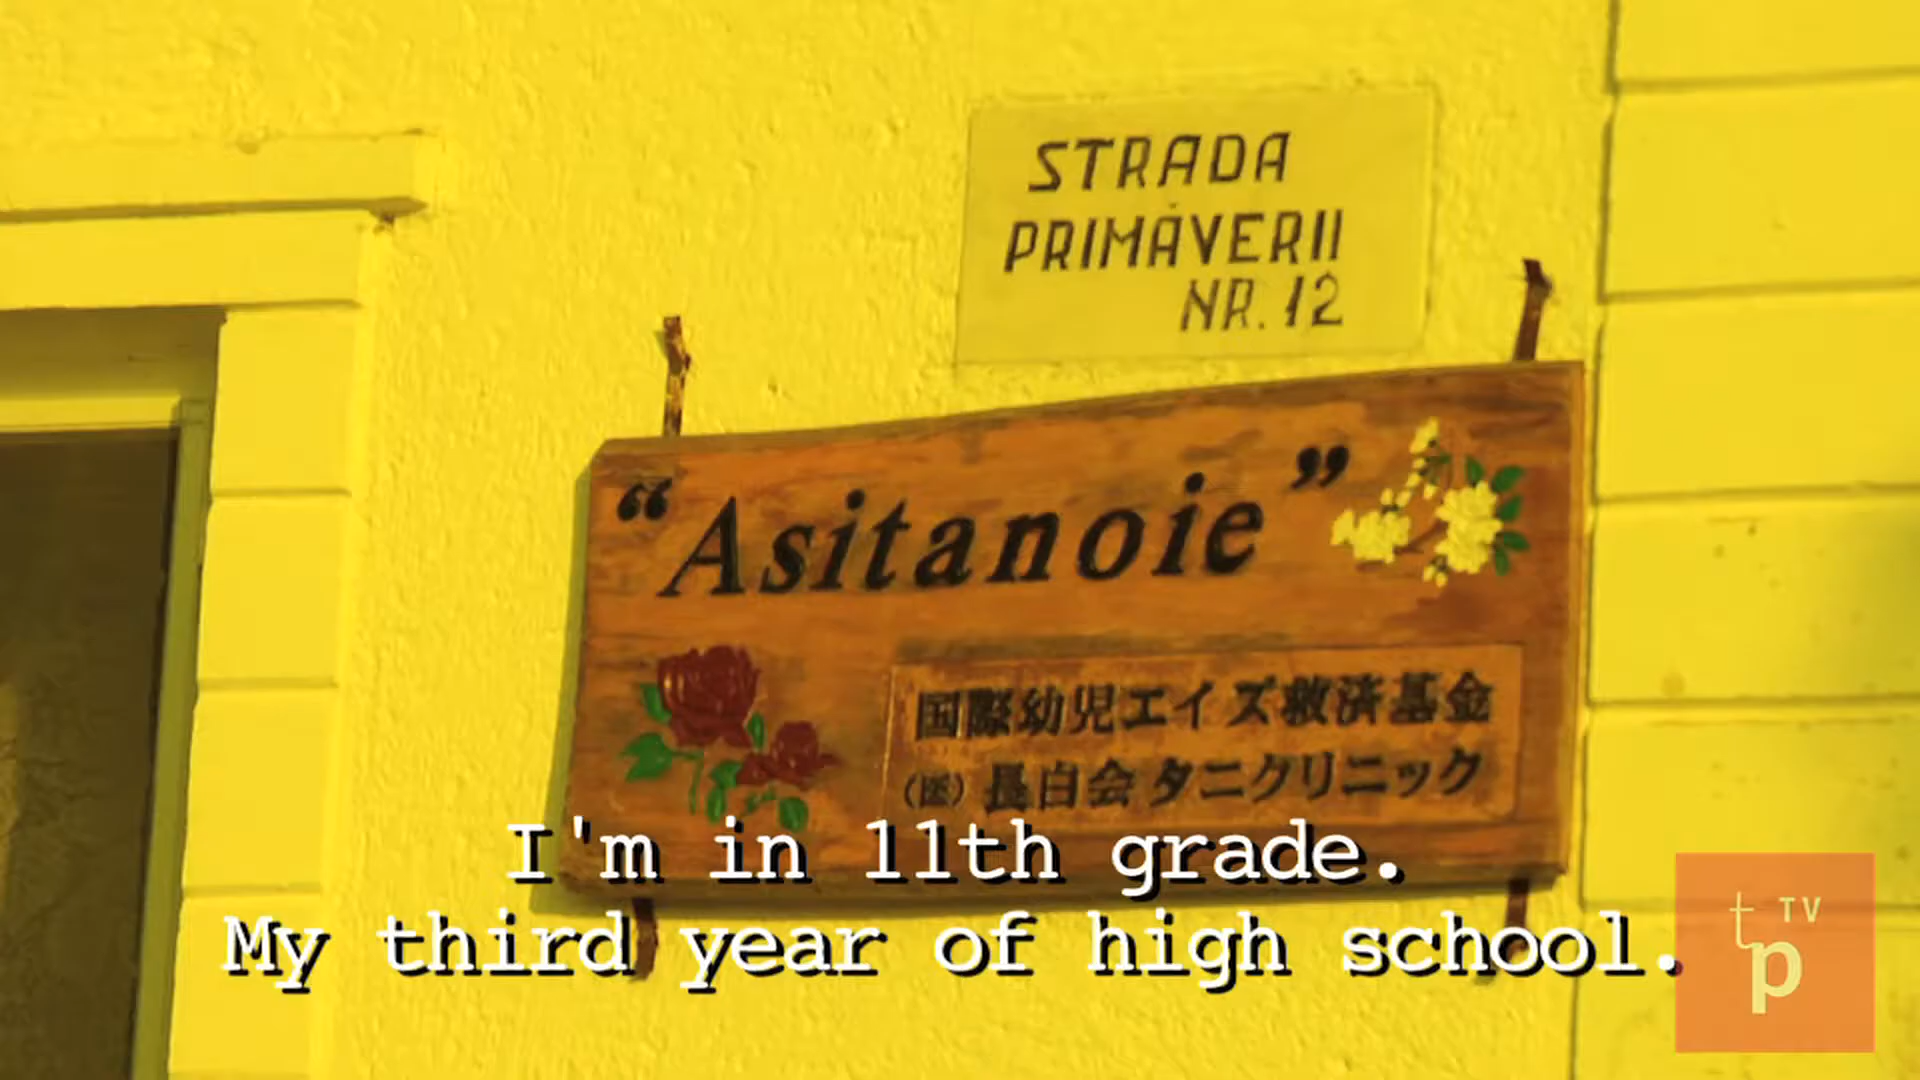 STRADA
PRIMĂVERII
NR. 12
“Asitanoie”
国際幼児エイズ救済基金
(医) 長白会 タニクリニック
I'm in 11th grade.
My third year of high school.
tp TV